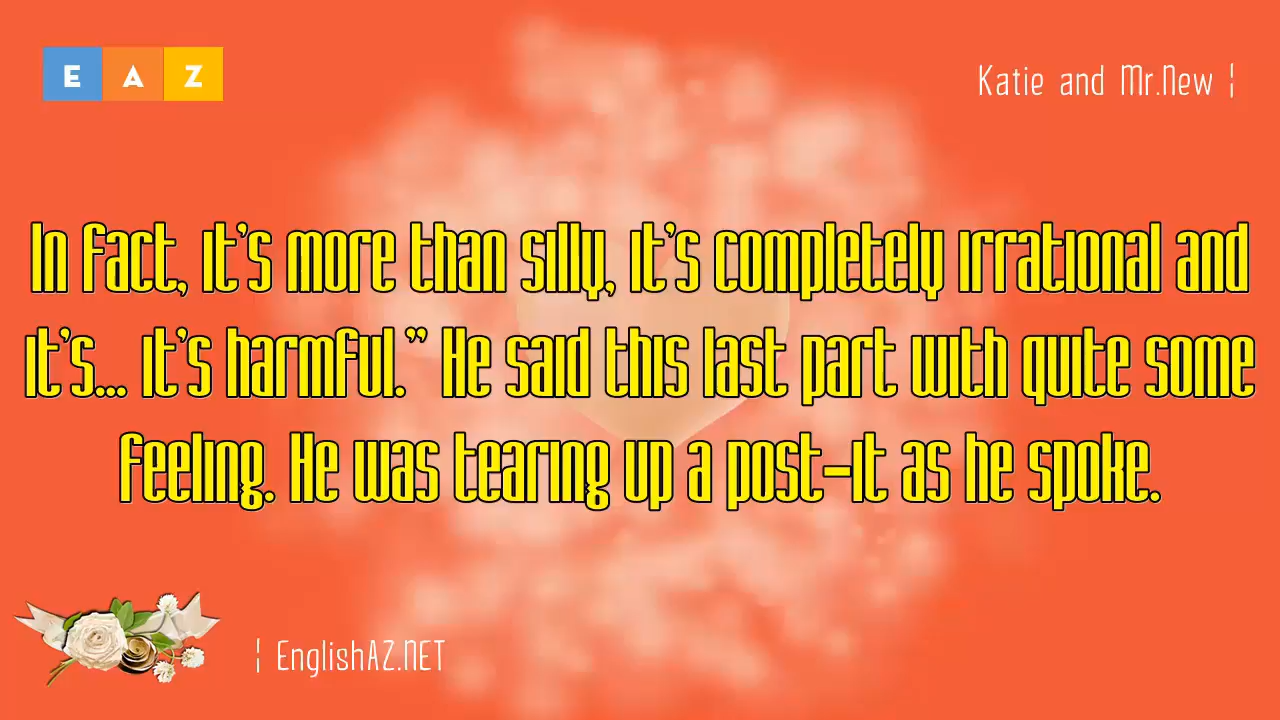 E A Z
Katie and Mr.New ¦
In fact, it's more than silly, it's completely irrational and
it's... it's harmful.” He said this last part with quite some
feeling. He was tearing up a post-it as he spoke.
¦ EnglishAZ.NET